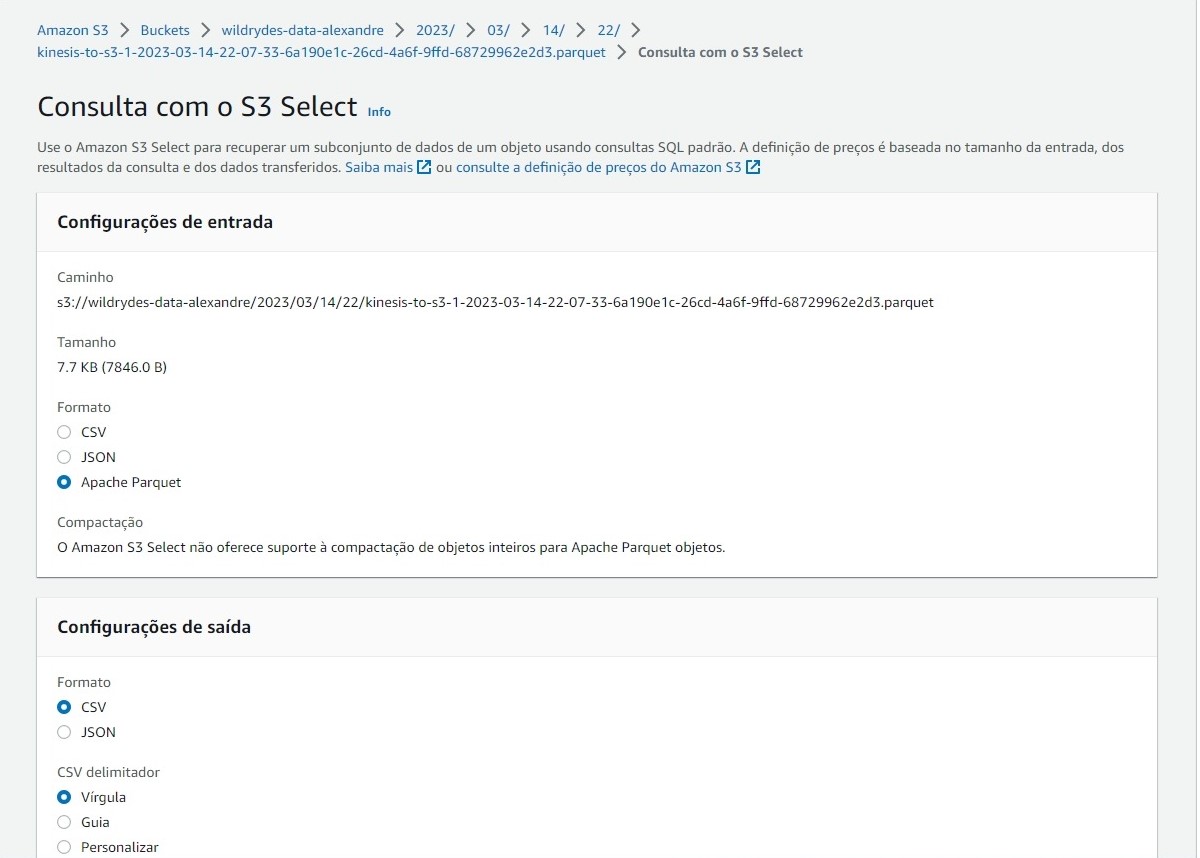 Amazon S3 > Buckets > wildrydes-data-alexandre > 2023/ > 03/ > 14/ > 22/ >
kinesis-to-s3-1-2023-03-14-22-07-33-6a190e1c-26cd-4a6f-9ffd-68729962e2d3.parquet > Consulta com o S3 Select
Consulta com o S3 Select Info
Use o Amazon S3 Select para recuperar um subconjunto de dados de um objeto usando consultas SQL padrão. A definição de preços é baseada no tamanho da entrada, dos
resultados da consulta e dos dados transferidos. Saiba mais ou consulte a definição de preços do Amazon S3
Configurações de entrada
Caminho
s3://wildrydes-data-alexandre/2023/03/14/22/kinesis-to-s3-1-2023-03-14-22-07-33-6a190e1c-26cd-4a6f-9ffd-68729962e2d3.parquet
Tamanho
7.7 KB (7846.0 B)
Formato
CSV
JSON
Apache Parquet
Compactação
O Amazon S3 Select não oferece suporte à compactação de objetos inteiros para Apache Parquet objetos.
Configurações de saída
Formato
CSV
JSON
CSV delimitador
Vírgula
Guia
Personalizar